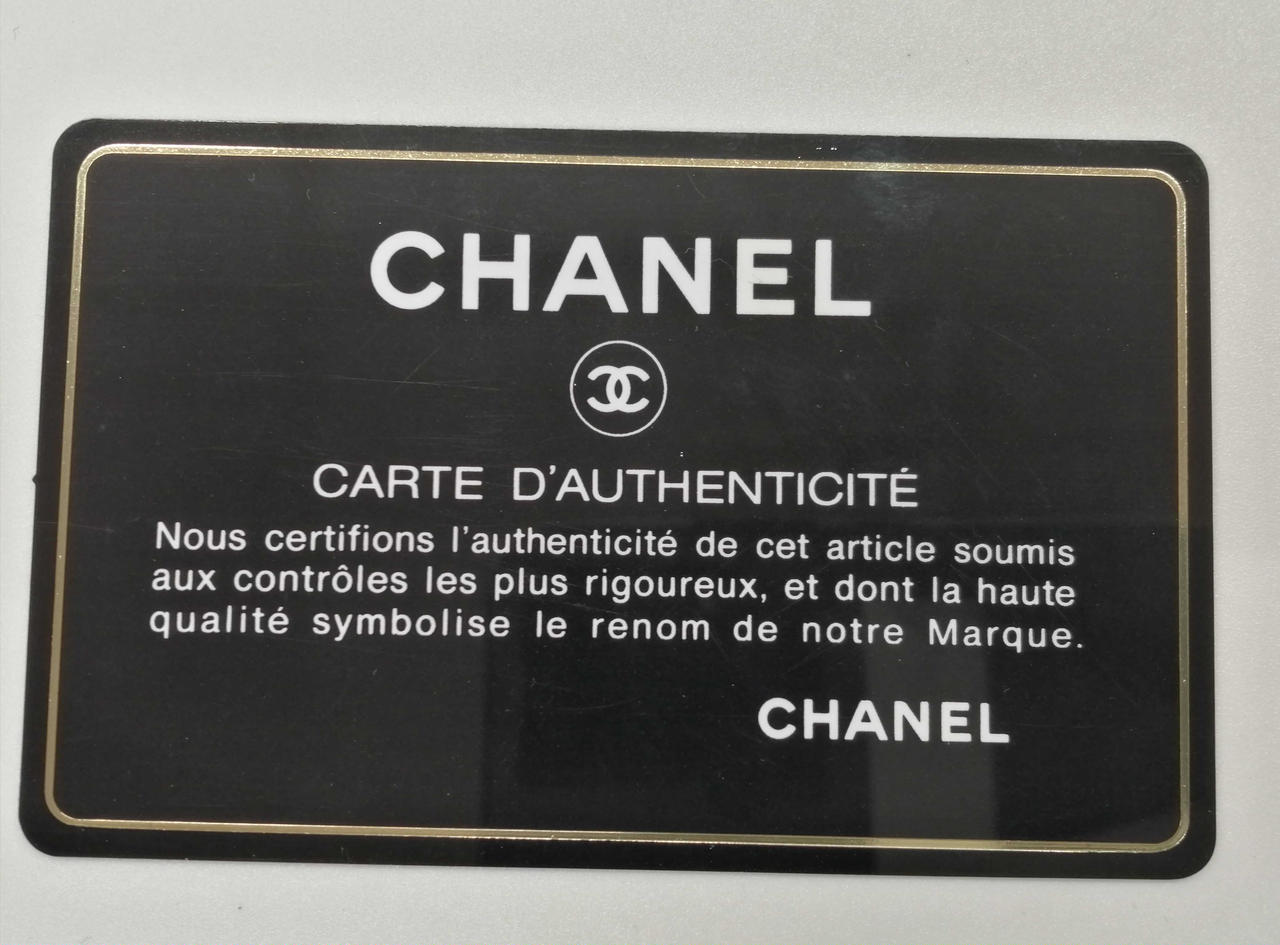 CHANEL
CARTE D'AUTHENTICITÉ
Nous certifions l'authenticité de cet article soumis
aux contrôles les plus rigoureux, et dont la haute
qualité symbolise le renom de notre Marque.
CHANEL